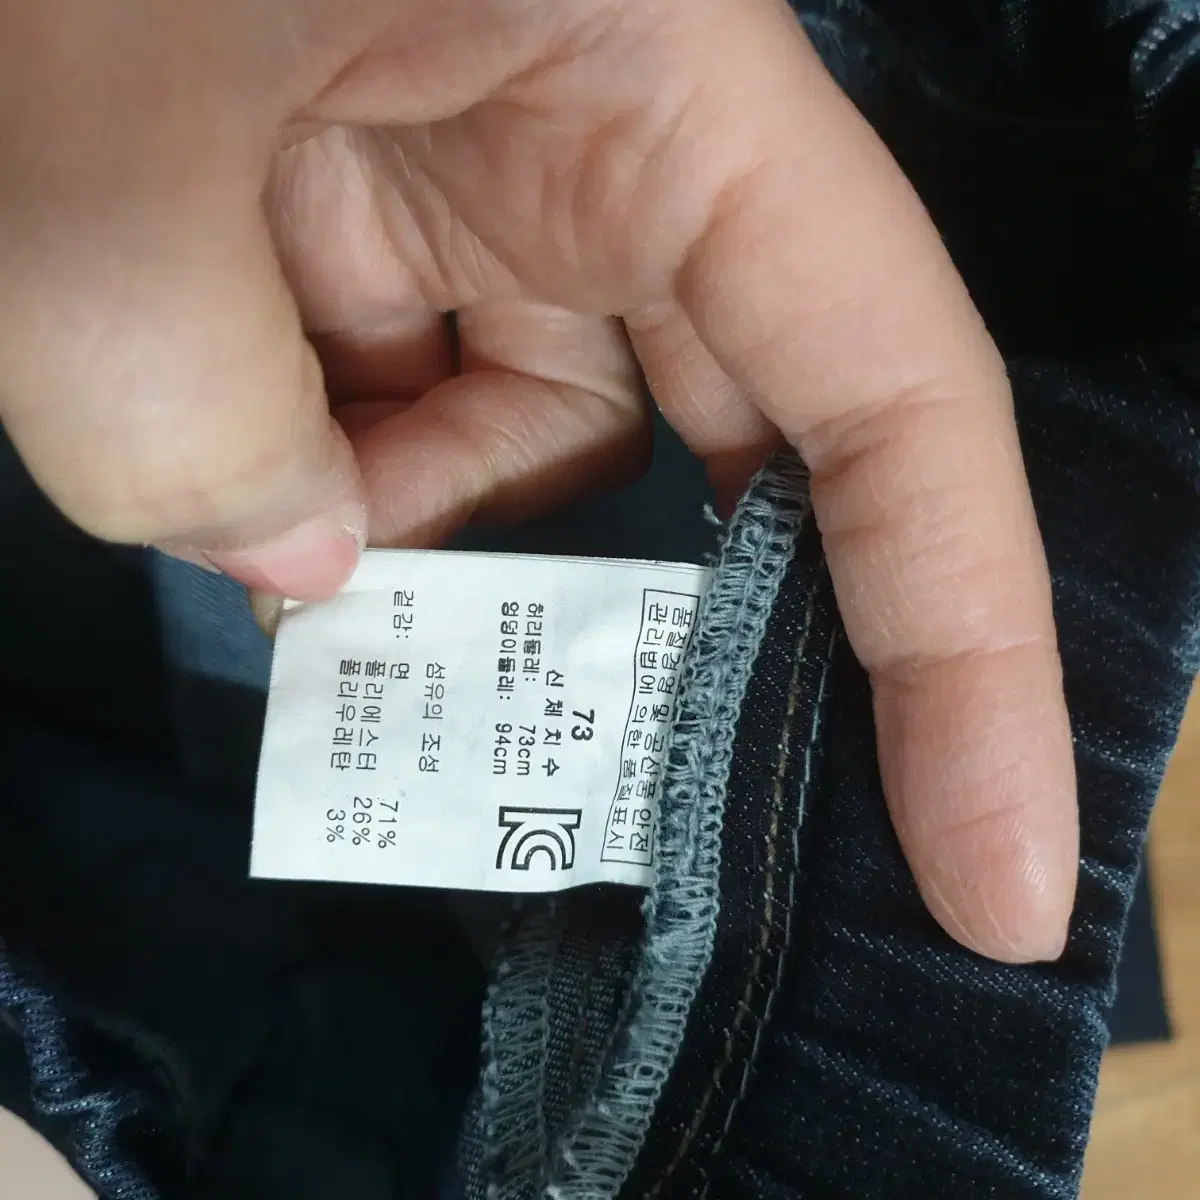 품질경영 및 공산품 안전
관리법에 의한 품질표시
73
신체치수
허리둘레: 73cm
엉덩이둘레: 94cm
KC
섬유의 조성
겉감: 면 71%
폴리에스터 26%
폴리우레탄 3%